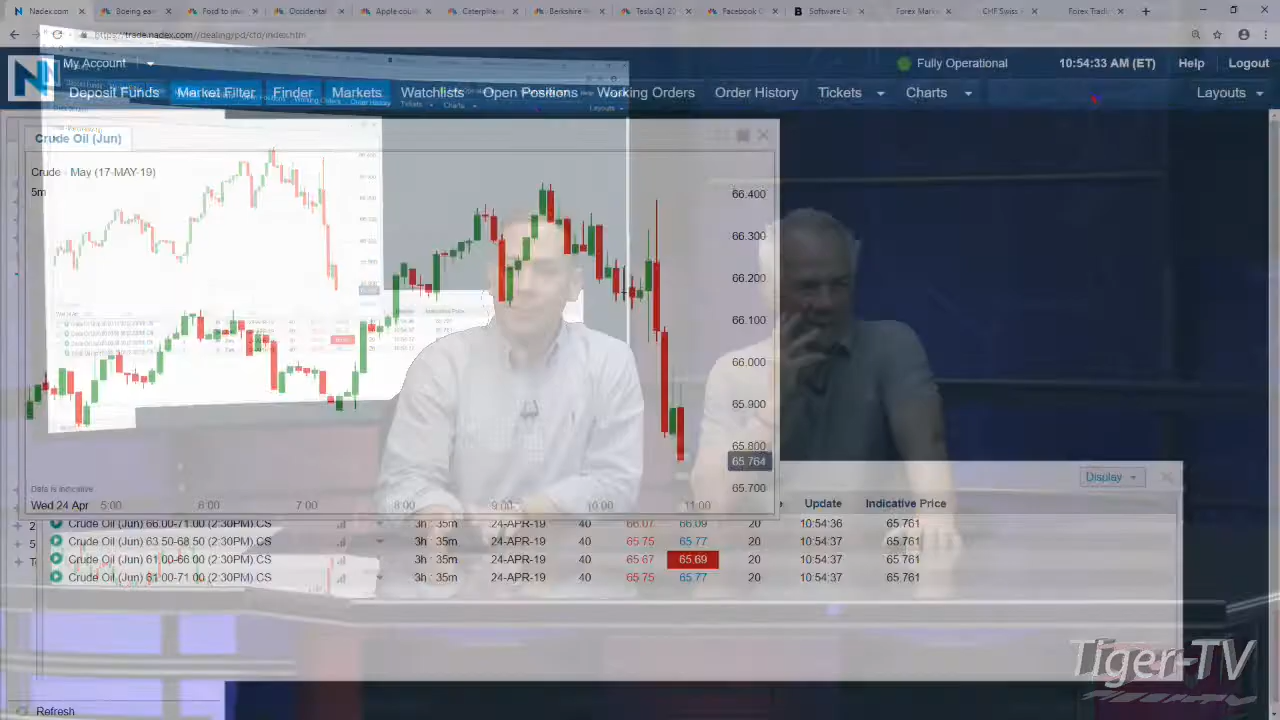 Nadex.com Boeing ea Ford to inve Occidental Apple cou Caterpillar Berkshire Tesla Q1 20 Facebook Software U Forex Mark CHF Swiss Forex Tradin
https://trade.nadex.com//dealing/pd/cfd/index.htm
My Account Fully Operational 10:54:33 AM (ET) Help Logout
Deposit Funds Market Filter Finder Markets Watchlists Open Positions Working Orders Order History Tickets Charts Layouts
Crude Oil (Jun)
Crude - May (17-MAY-19)
5m
66.400
66.300
66.200
66.100
66.000
65.900
65.800
65.764
65.700
Data is indicative
Wed 24 Apr 5:00 6:00 7:00 8:00 9:00 10:00 11:00
Display
Update Indicative Price
Crude Oil (Jun) 66.00-71.00 (2:30PM) CS 3h : 35m 24-APR-19 40 66.07 66.09 20 10:54:36 65.761
Crude Oil (Jun) 63.50-68.50 (2:30PM) CS 3h : 35m 24-APR-19 40 65.75 65.77 20 10:54:37 65.761
Crude Oil (Jun) 61.00-66.00 (2:30PM) CS 3h : 35m 24-APR-19 40 65.67 65.69 20 10:54:37 65.761
Crude Oil (Jun) 61.00-71.00 (2:30PM) CS 3h : 35m 24-APR-19 40 65.75 65.77 20 10:54:37 65.761
Tiger-TV
Refresh